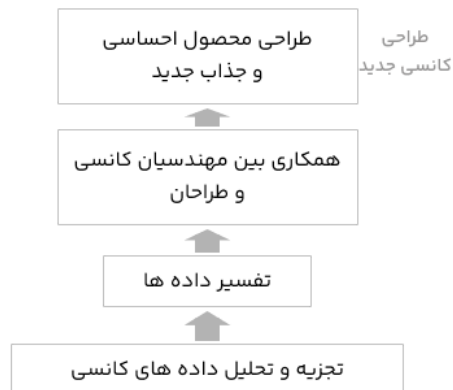 طراحی محصول احساسی
و جذاب جدید
طراحی
کانسی جدید
همکاری بین مهندسیان کانسی
و طراحان
تفسیر داده ها
تجزیه و تحلیل داده های کانسی